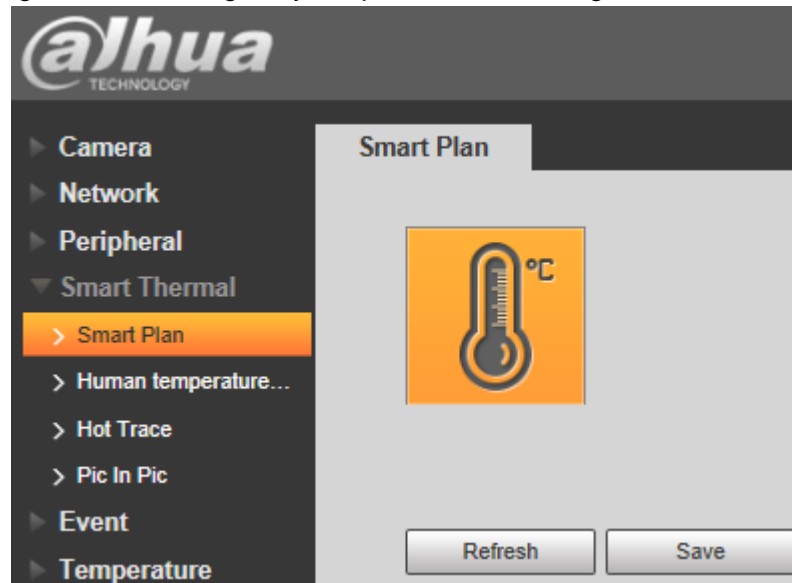 alhua
TECHNOLOGY
Camera
Network
Peripheral
Smart Thermal
Smart Plan
Human temperature...
Hot Trace
Pic In Pic
Event
Temperature
Smart Plan
°C
Refresh
Save